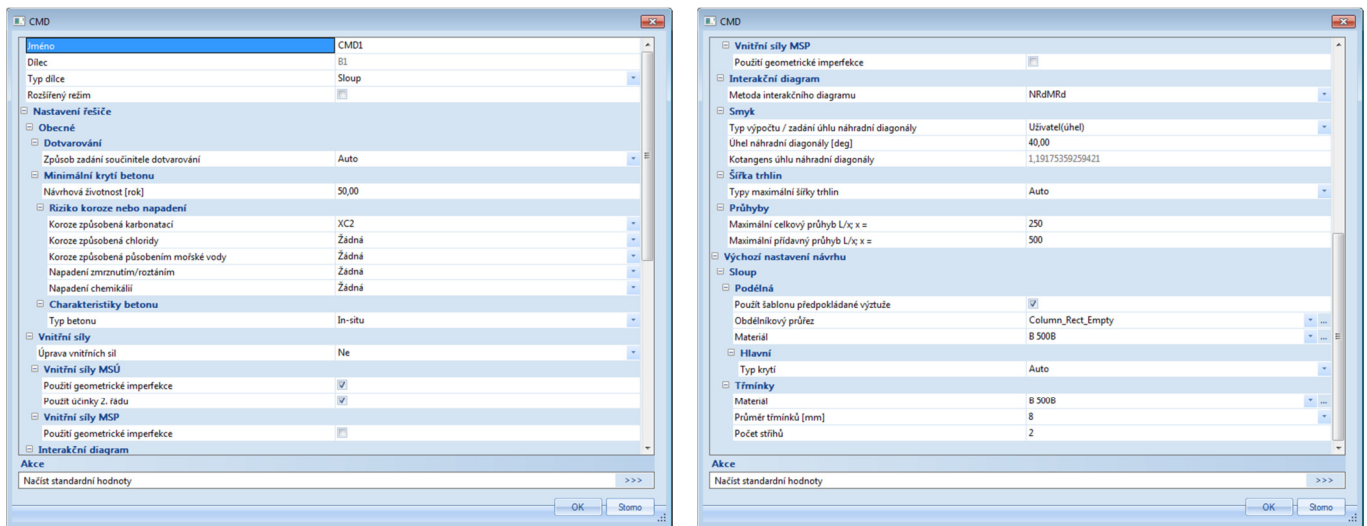 CMD
Jméno CMD1
Dílec B1
Typ dílce Sloup
Rozšířený režim
Nastavení řešiče
Obecné
Dotvarování
Způsob zadání součinitele dotvarování Auto
Minimální krytí betonu
Návrhová životnost [rok] 50,00
Riziko koroze nebo napadení
Koroze způsobená karbonatací XC2
Koroze způsobená chloridy Žádná
Koroze způsobená působením mořské vody Žádná
Napadení zmrznutím/roztáním Žádná
Napadení chemikálií Žádná
Charakteristiky betonu
Typ betonu In-situ
Vnitřní síly
Úprava vnitřních sil Ne
Vnitřní síly MSÚ
Použití geometrické imperfekce
Použít účinky 2. řádu
Vnitřní síly MSP
Použití geometrické imperfekce
Interakční diagram
Akce
Načíst standardní hodnoty >>>
OK Storno
CMD
Vnitřní síly MSP
Použití geometrické imperfekce
Interakční diagram
Metoda interakčního diagramu NRdMRd
Smyk
Typ výpočtu / zadání úhlu náhradní diagonály Uživatel(úhel)
Úhel náhradní diagonály [deg] 40,00
Kotangens úhlu náhradní diagonály 1,19175359259421
Šířka trhlin
Typy maximální šířky trhlin Auto
Průhyby
Maximální celkový průhyb L/x; x = 250
Maximální přídavný průhyb L/x; x = 500
Výchozí nastavení návrhu
Sloup
Podélná
Použít šablonu předpokládané výztuže
Obdélníkový průřez Column_Rect_Empty ...
Materiál B 500B ...
Hlavní
Typ krytí Auto
Třmínky
Materiál B 500B ...
Průměr třmínků [mm] 8
Počet střihů 2
Akce
Načíst standardní hodnoty >>>
OK Storno